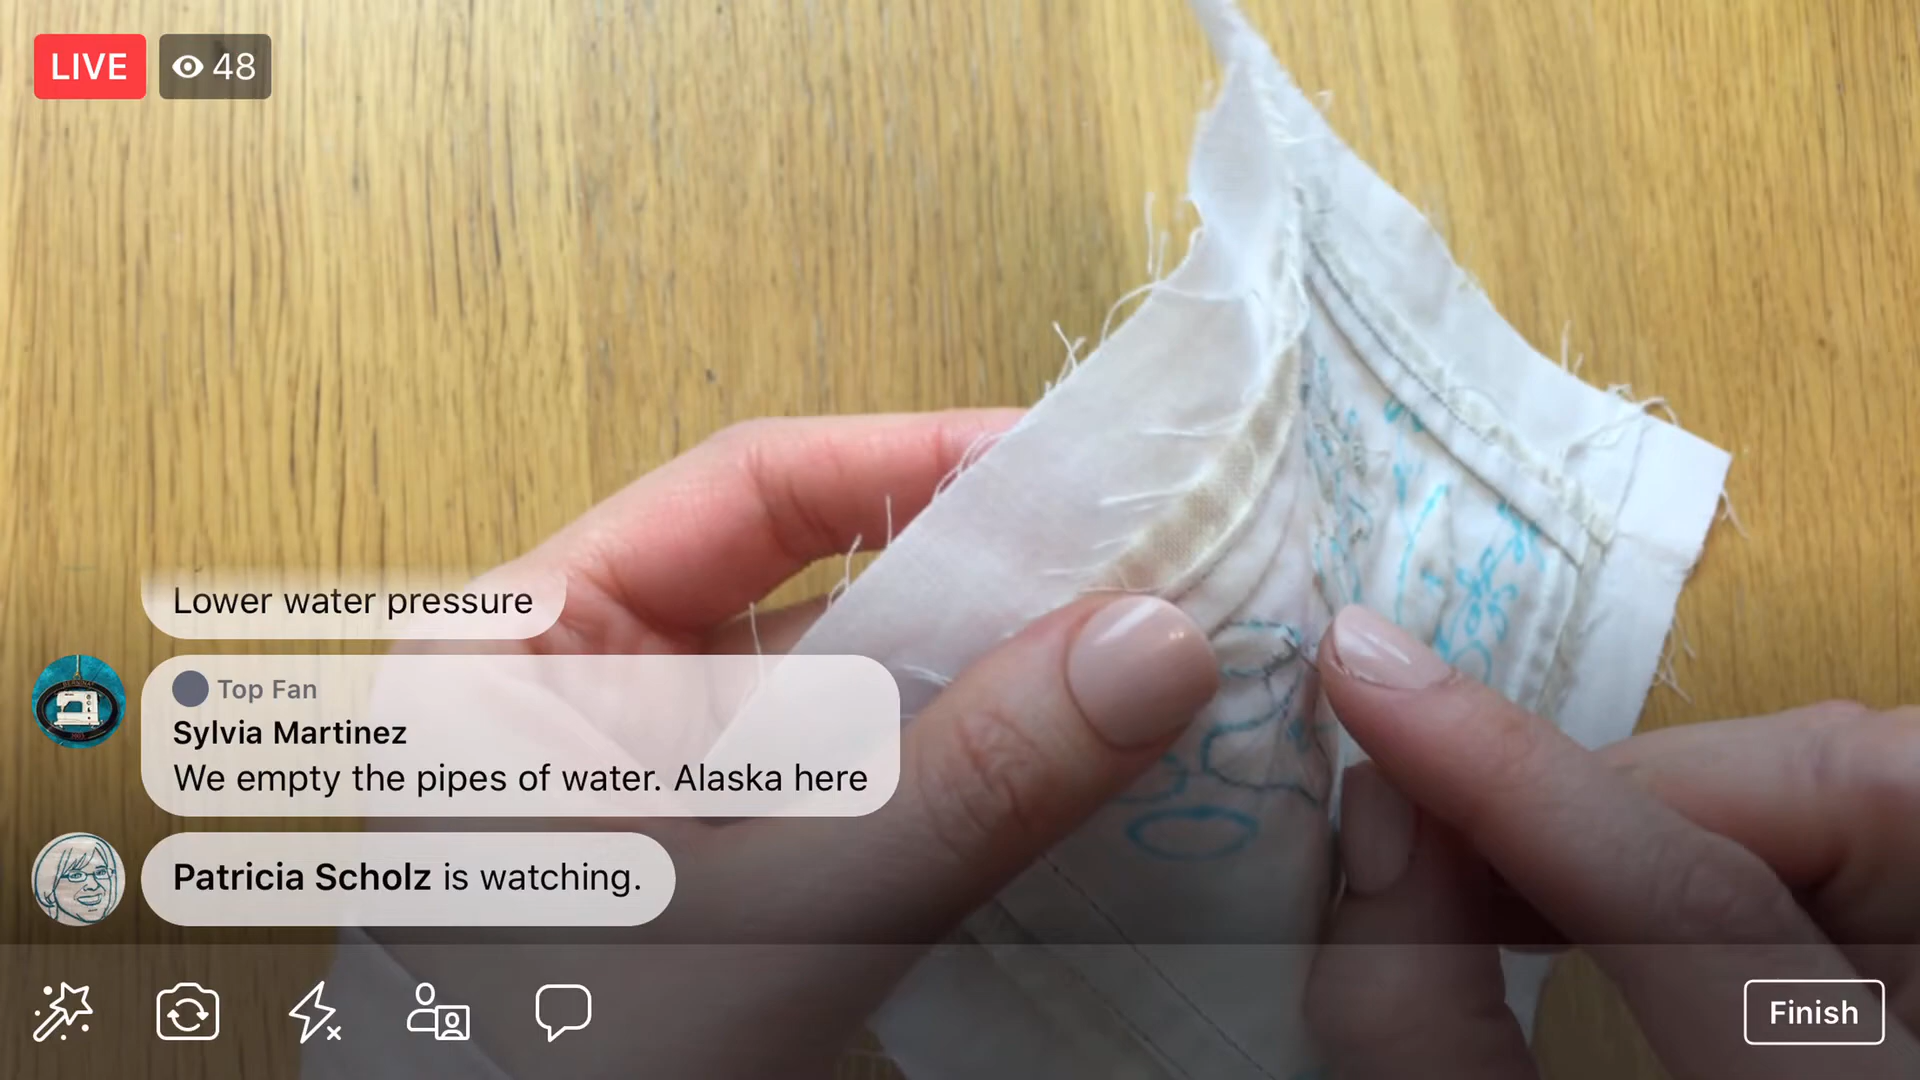 LIVE
48
Lower water pressure
Top Fan
Sylvia Martinez
We empty the pipes of water. Alaska here
Patricia Scholz is watching.
Finish